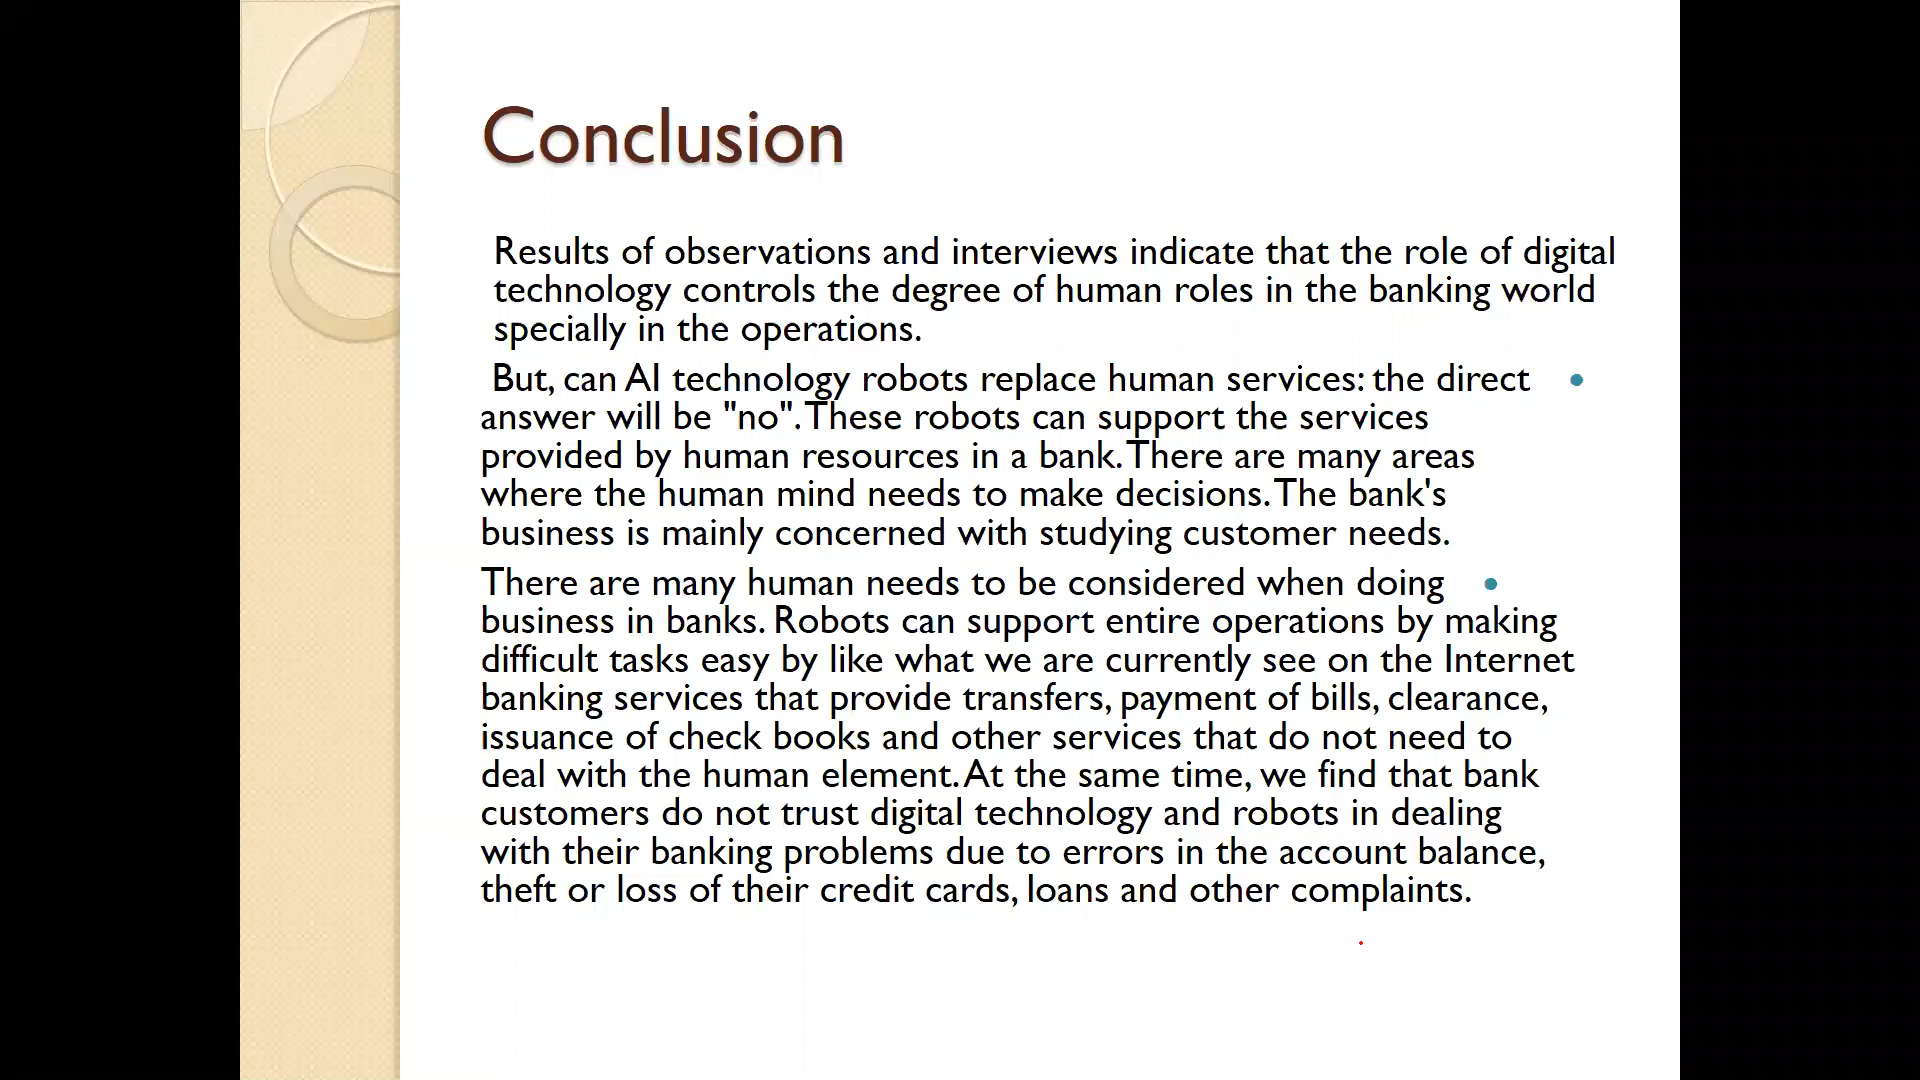 Conclusion
Results of observations and interviews indicate that the role of digital
technology controls the degree of human roles in the banking world
specially in the operations.
But, can AI technology robots replace human services: the direct •
answer will be "no". These robots can support the services
provided by human resources in a bank. There are many areas
where the human mind needs to make decisions. The bank's
business is mainly concerned with studying customer needs.
There are many human needs to be considered when doing •
business in banks. Robots can support entire operations by making
difficult tasks easy by like what we are currently see on the Internet
banking services that provide transfers, payment of bills, clearance,
issuance of check books and other services that do not need to
deal with the human element. At the same time, we find that bank
customers do not trust digital technology and robots in dealing
with their banking problems due to errors in the account balance,
theft or loss of their credit cards, loans and other complaints.